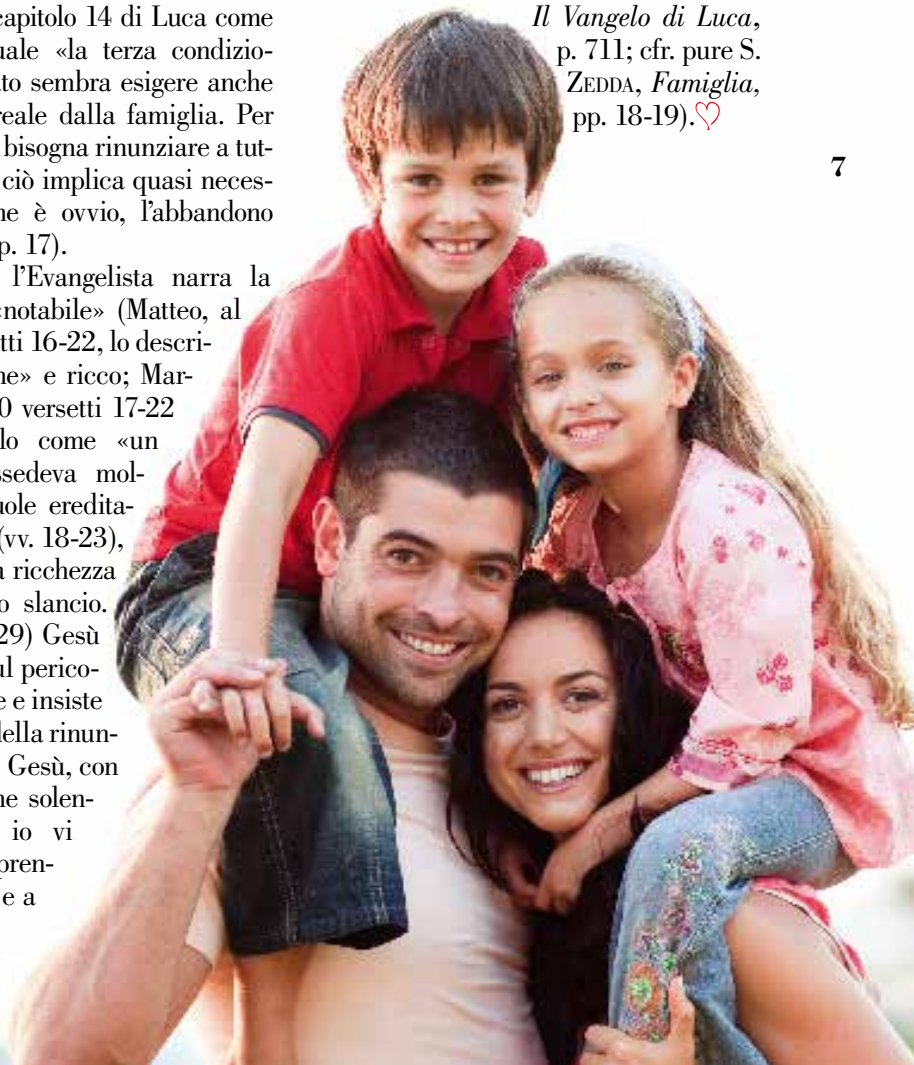 capitolo 14 di Luca come
uale «la terza condizio-
ato sembra esigere anche
reale dalla famiglia. Per
bisogna rinunziare a tut-
ciò implica quasi neces-
ne è ovvio, l'abbandono
p. 17).
l'Evangelista narra la
«notabile» (Matteo, al
tti 16-22, lo descri-
ne» e ricco; Mar-
0 versetti 17-22
lo come «un
ssedeva mol-
uole eredita-
(vv. 18-23),
a ricchezza
o slancio.
29) Gesù
ul perico-
e e insiste
della rinun-
Gesù, con
ne solen-
io vi
pren-
e a
Il Vangelo di Luca,
p. 711; cfr. pure S.
ZEDDA, Famiglia,
pp. 18-19).
7